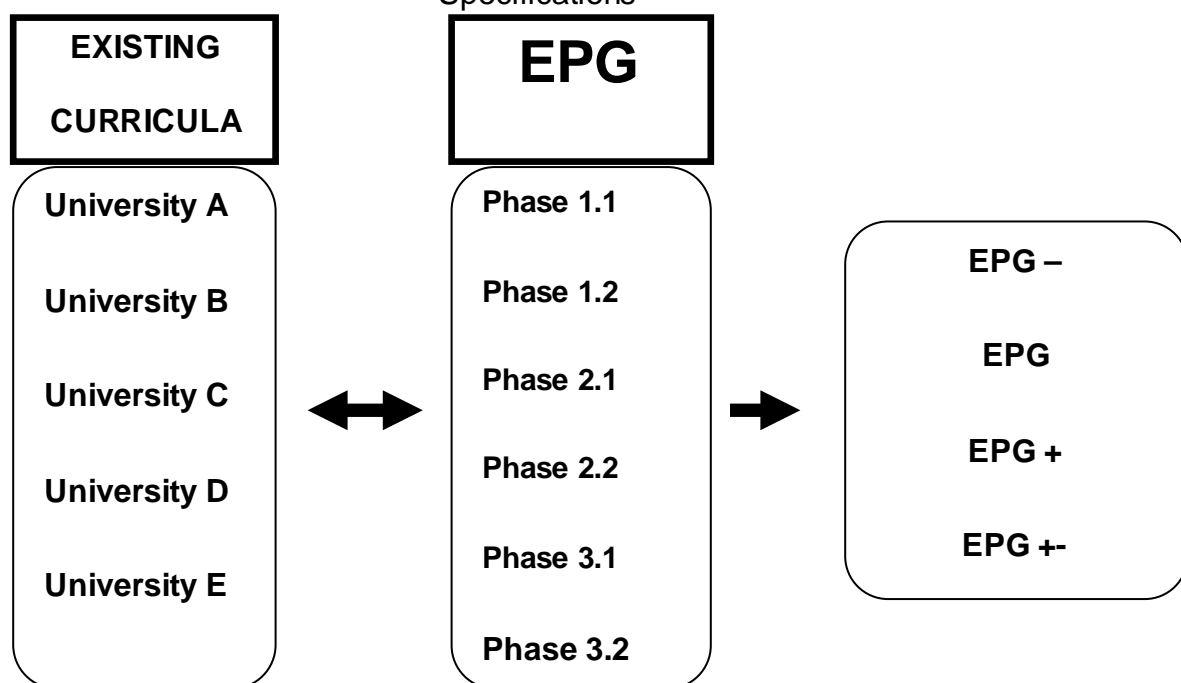 Specifications
EXISTING
CURRICULA
University A
University B
University C
University D
University E
EPG
Phase 1.1
Phase 1.2
Phase 2.1
Phase 2.2
Phase 3.1
Phase 3.2
EPG –
EPG
EPG +
EPG +-